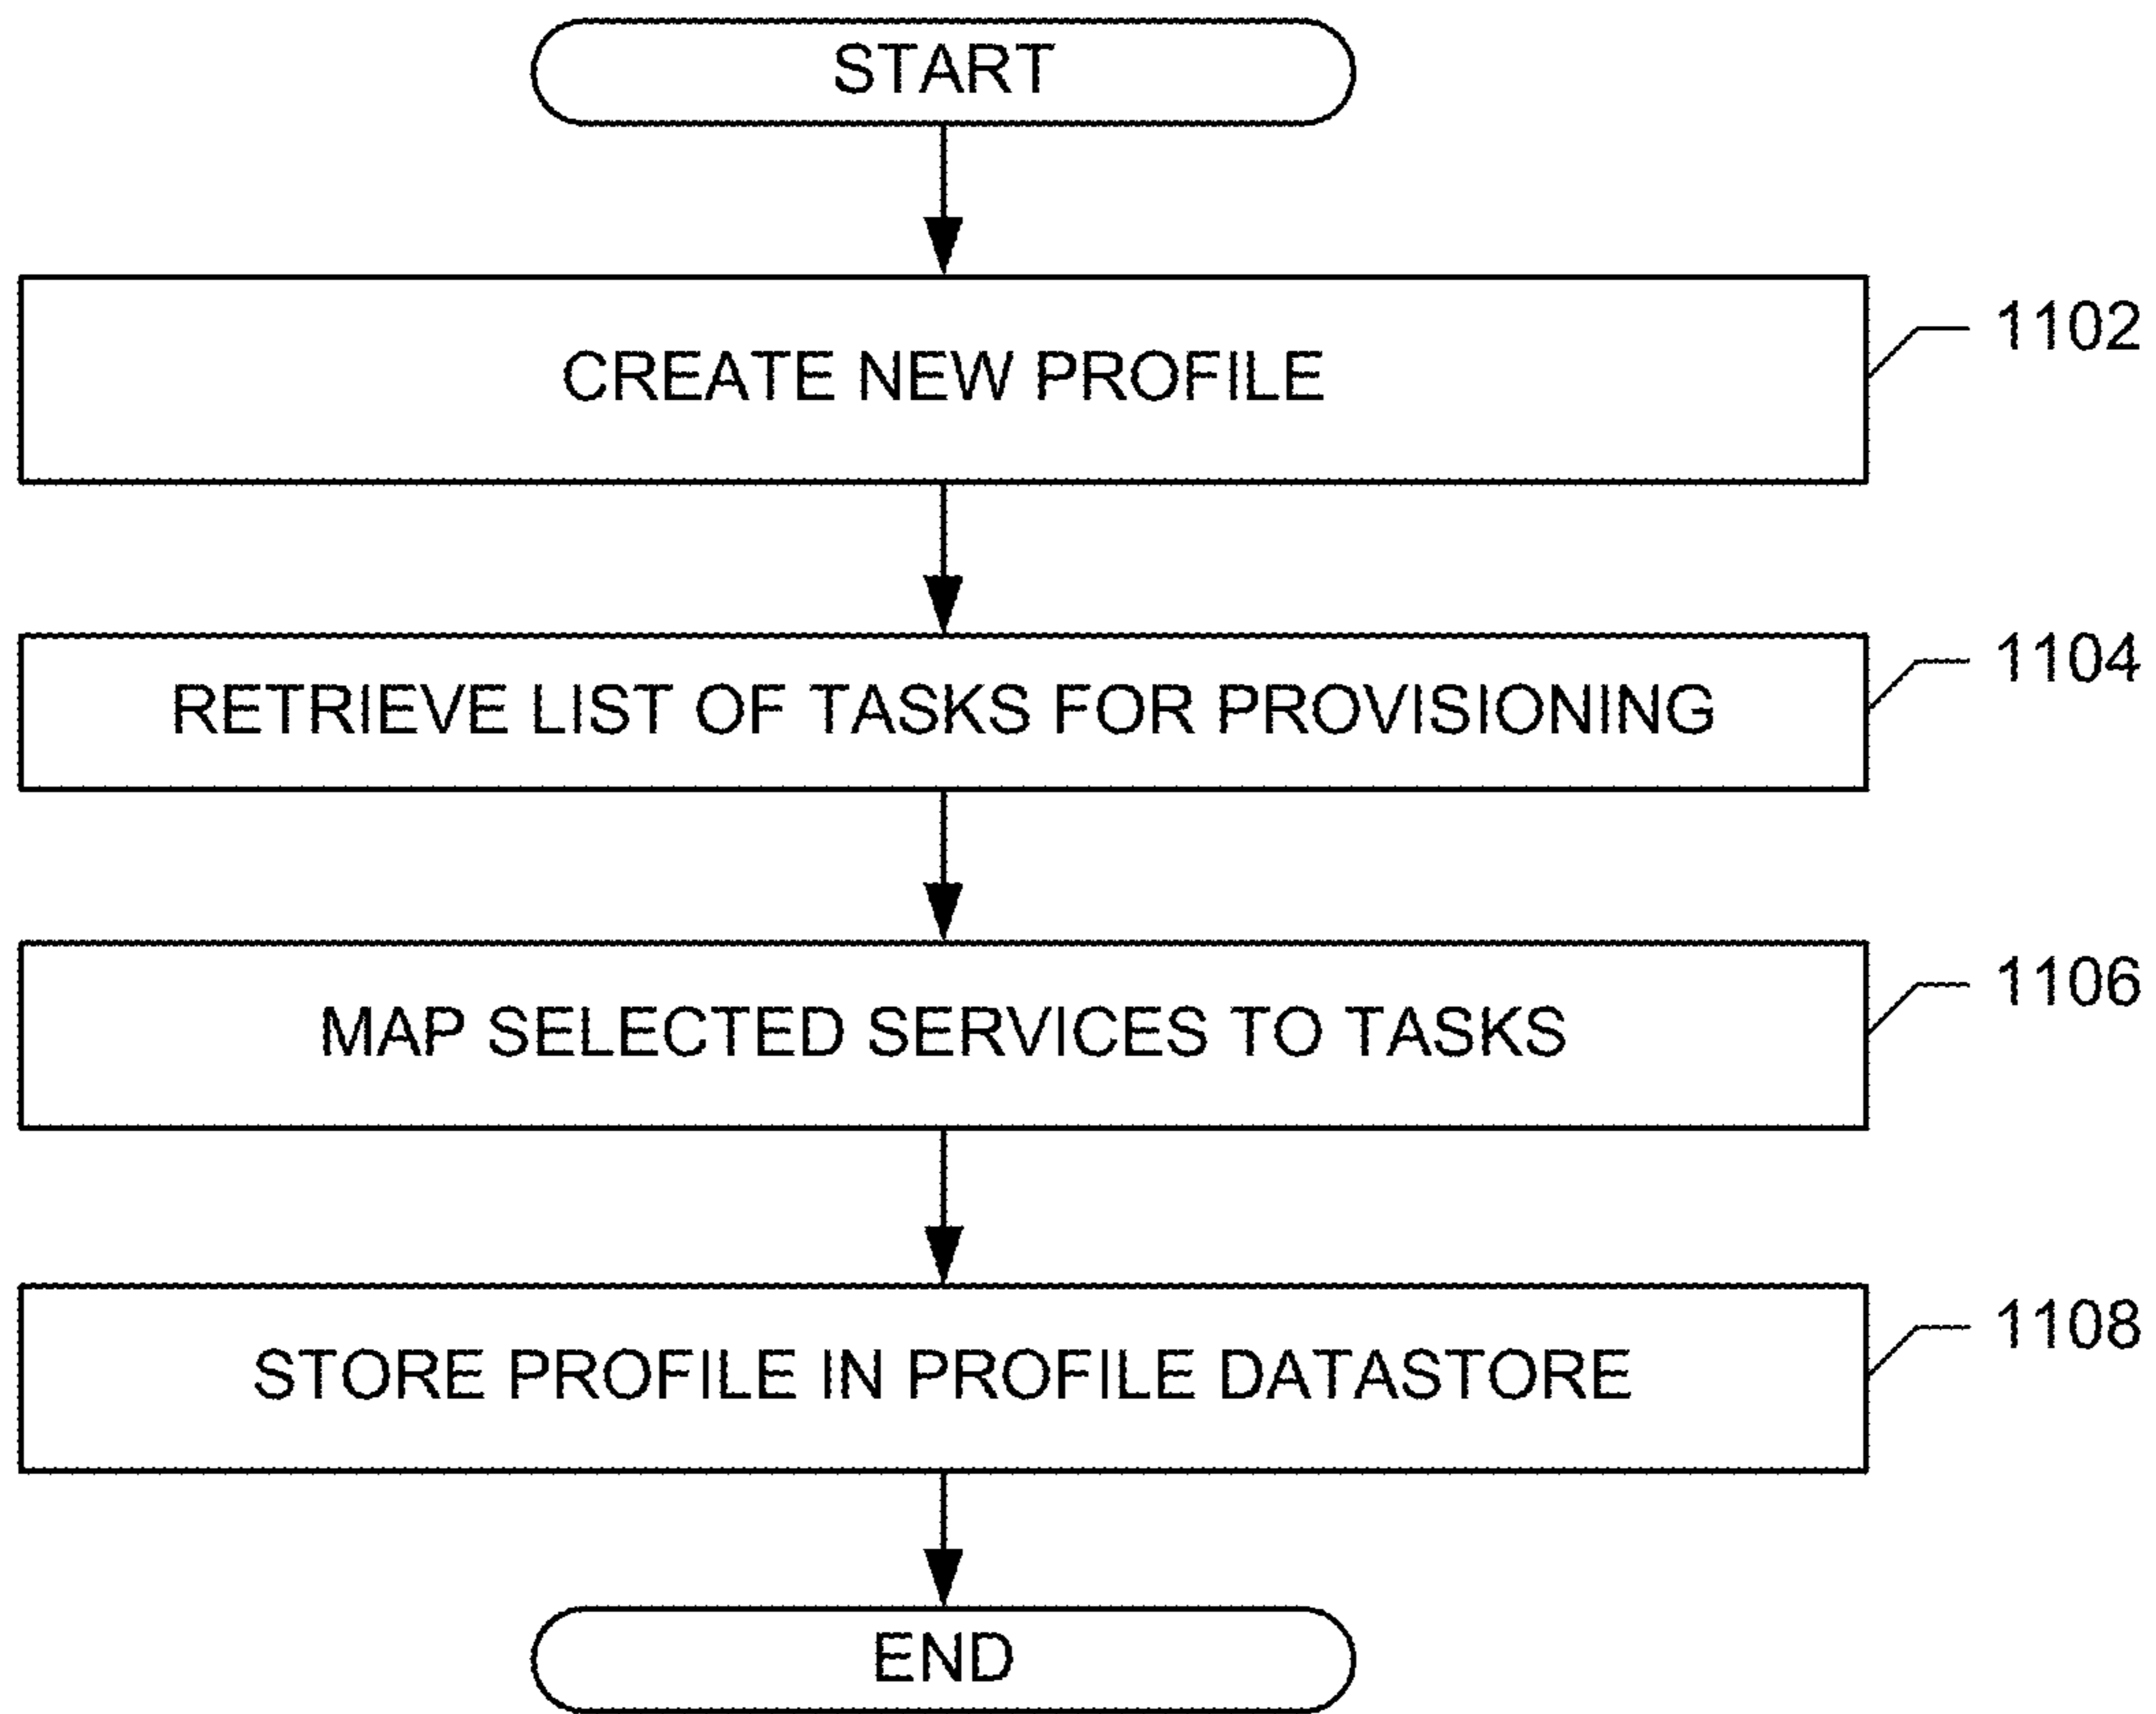 START
CREATE NEW PROFILE
1102
RETRIEVE LIST OF TASKS FOR PROVISIONING
1104
MAP SELECTED SERVICES TO TASKS
1106
STORE PROFILE IN PROFILE DATASTORE
1108
END